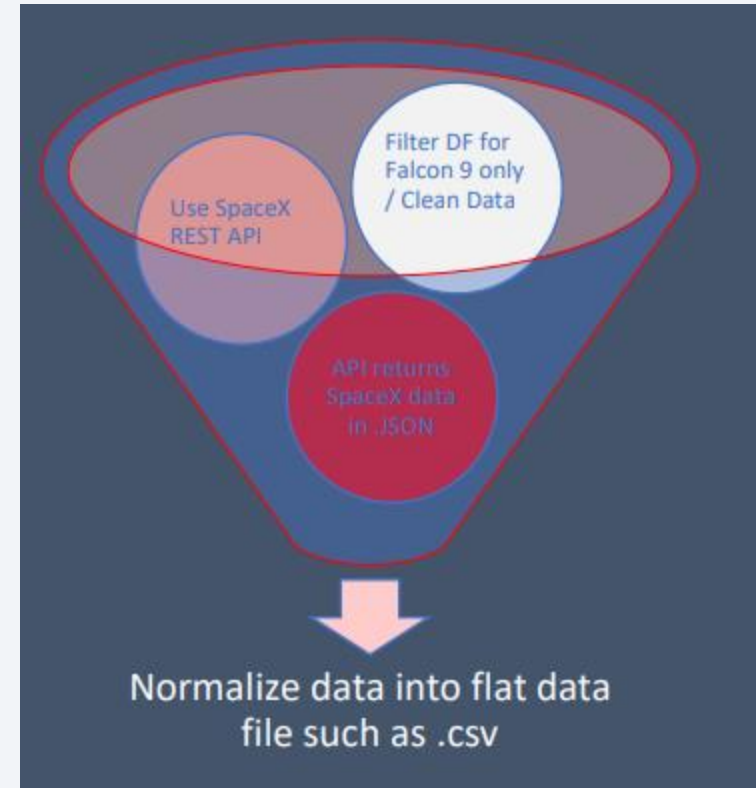 Filter DF for
Falcon 9 only
/ Clean Data
Use SpaceX
REST API
API returns
SpaceX data
in .JSON
Normalize data into flat data
file such as .csv